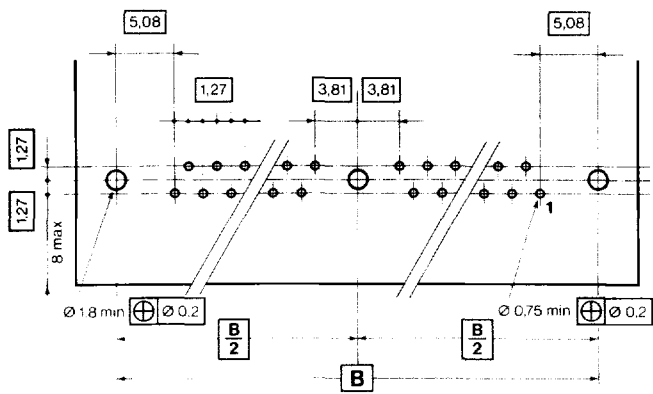 5,08
5,08
1,27
3,81
3,81
1,27
1,27
8 max
1
Ø 1.8 min
Ø 0,2
Ø 0,75 min
Ø 0,2
B
2
B
2
B